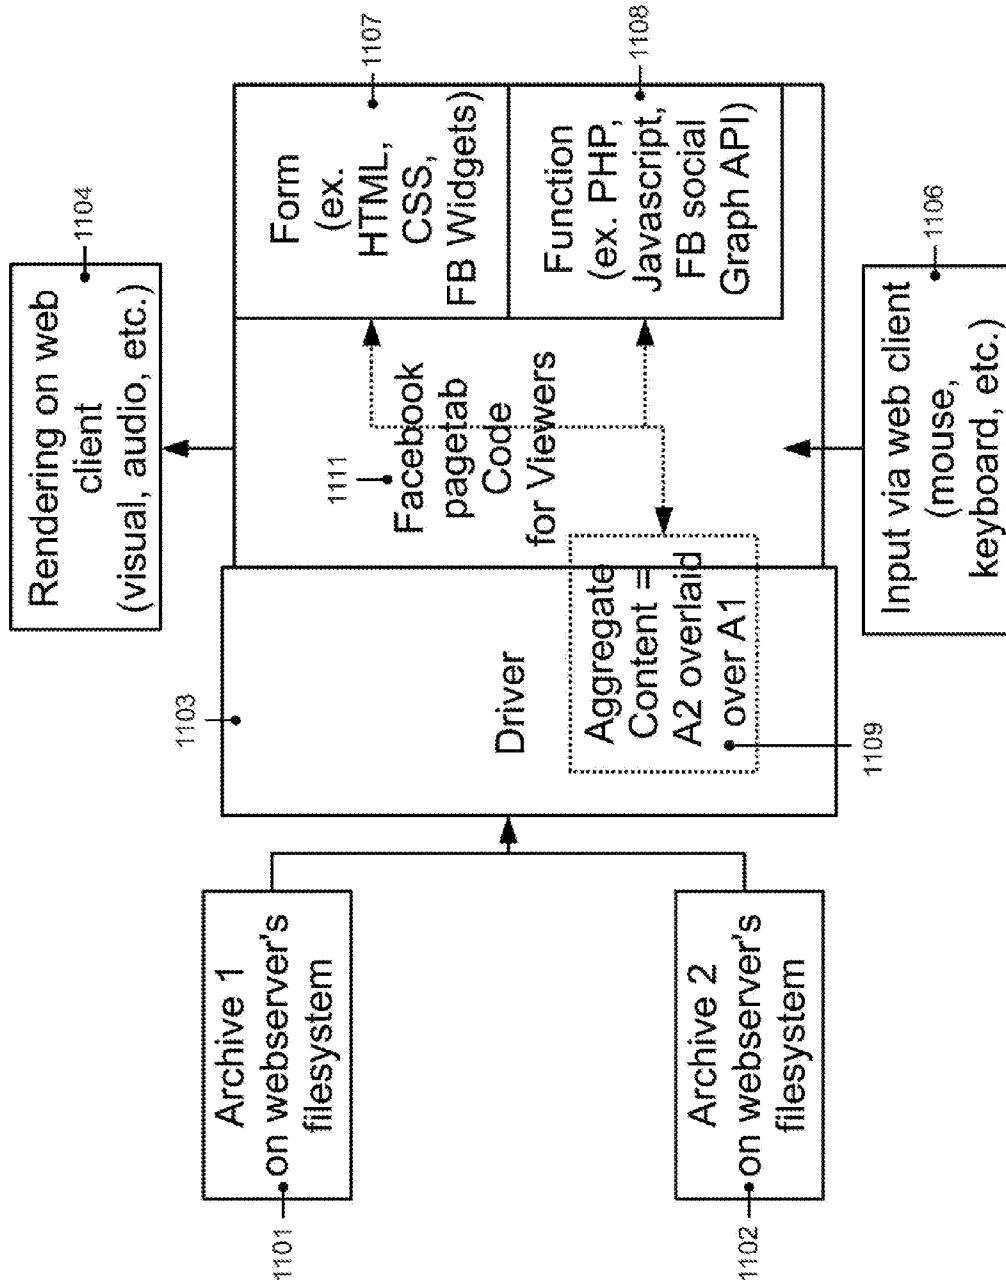 1101
Archive 1
on webserver's
filesystem
1102
Archive 2
on webserver's
filesystem
1103
Driver
Aggregate
Content =
A2 overlaid
over A1
1109
1104
Rendering on web
client
(visual, audio, etc.)
1111
Facebook
pagetab
Code
for Viewers
1107
Form
(ex.
HTML,
CSS,
FB Widgets)
1108
Function
(ex. PHP,
Javascript,
FB social
Graph API)
1106
Input via web client
(mouse,
keyboard, etc.)